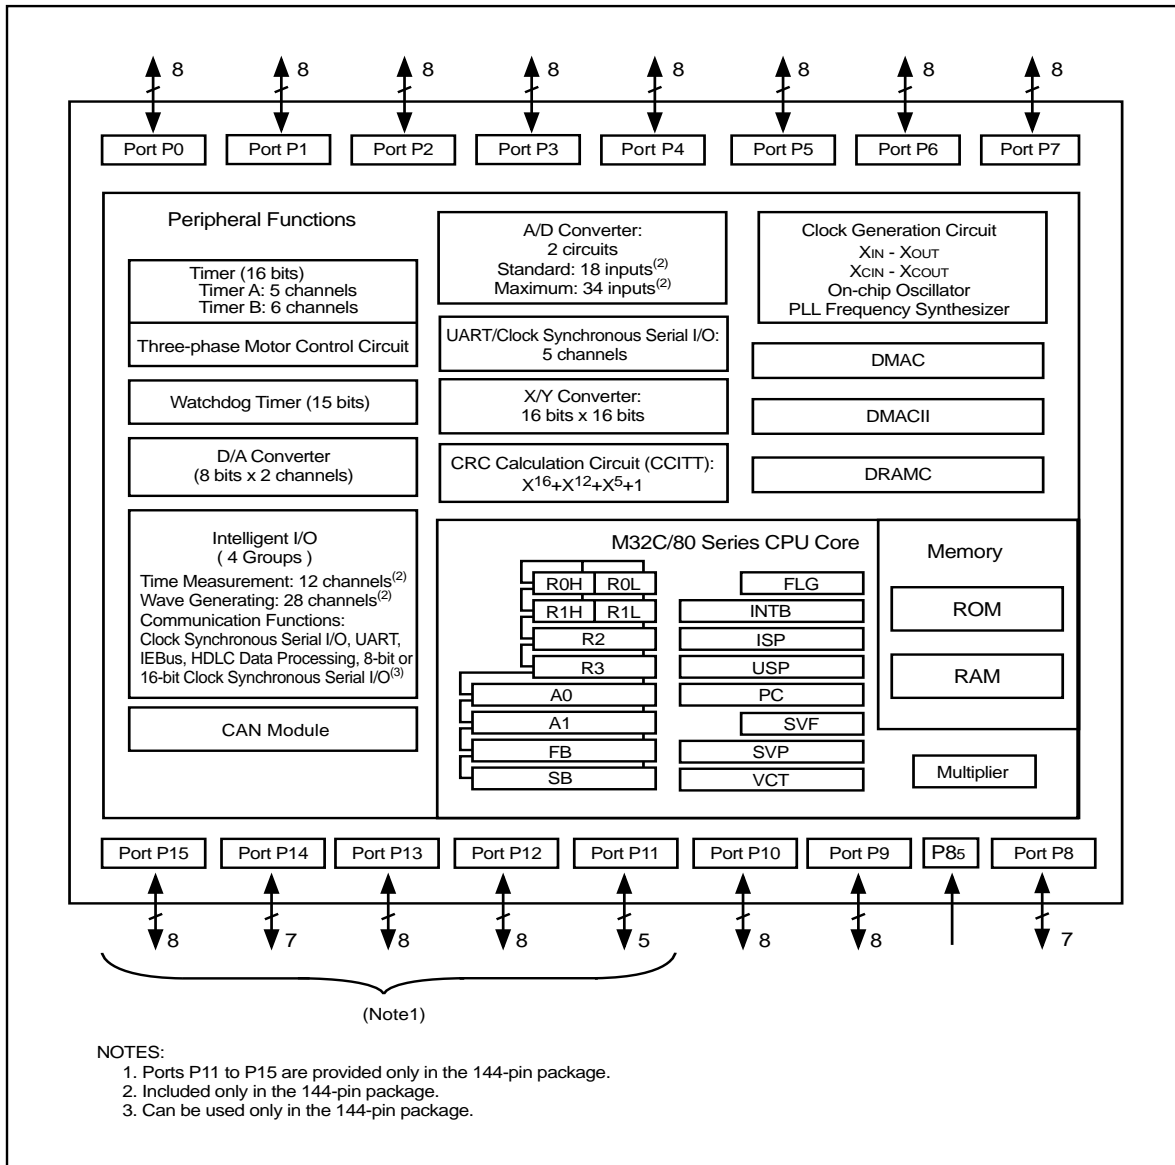 8 8 8 8 8 8 8 8
Port P0 Port P1 Port P2 Port P3 Port P4 Port P5 Port P6 Port P7
Peripheral Functions
Timer (16 bits)
Timer A: 5 channels
Timer B: 6 channels
Three-phase Motor Control Circuit
Watchdog Timer (15 bits)
D/A Converter
(8 bits x 2 channels)
Intelligent I/O
( 4 Groups )
Time Measurement: 12 channels(2)
Wave Generating: 28 channels(2)
Communication Functions:
Clock Synchronous Serial I/O, UART,
IEBus, HDLC Data Processing, 8-bit or
16-bit Clock Synchronous Serial I/O(3)
CAN Module
A/D Converter:
2 circuits
Standard: 18 inputs(2)
Maximum: 34 inputs(2)
UART/Clock Synchronous Serial I/O:
5 channels
X/Y Converter:
16 bits x 16 bits
CRC Calculation Circuit (CCITT):
X16+X12+X5+1
Clock Generation Circuit
XIN - XOUT
XCIN - XCOUT
On-chip Oscillator
PLL Frequency Synthesizer
DMAC
DMACII
DRAMC
M32C/80 Series CPU Core
R0H R0L
R1H R1L
R2
R3
A0
A1
FB
SB
FLG
INTB
ISP
USP
PC
SVF
SVP
VCT
Memory
ROM
RAM
Multiplier
Port P15 Port P14 Port P13 Port P12 Port P11 Port P10 Port P9 P85 Port P8
8 7 8 8 5 8 8 7
(Note1)
NOTES:
1. Ports P11 to P15 are provided only in the 144-pin package.
2. Included only in the 144-pin package.
3. Can be used only in the 144-pin package.